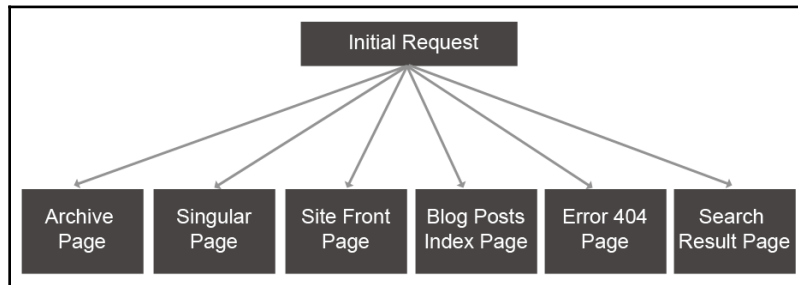 Initial Request
Archive
Page
Singular
Page
Site Front
Page
Blog Posts
Index Page
Error 404
Page
Search
Result Page